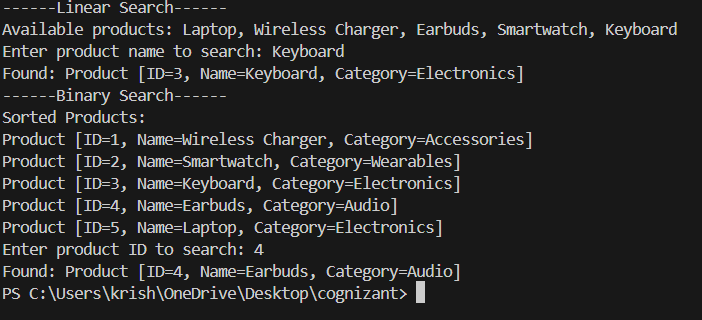 ------Linear Search------
Available products: Laptop, Wireless Charger, Earbuds, Smartwatch, Keyboard
Enter product name to search: Keyboard
Found: Product [ID=3, Name=Keyboard, Category=Electronics]
------Binary Search------
Sorted Products:
Product [ID=1, Name=Wireless Charger, Category=Accessories]
Product [ID=2, Name=Smartwatch, Category=Wearables]
Product [ID=3, Name=Keyboard, Category=Electronics]
Product [ID=4, Name=Earbuds, Category=Audio]
Product [ID=5, Name=Laptop, Category=Electronics]
Enter product ID to search: 4
Found: Product [ID=4, Name=Earbuds, Category=Audio]
PS C:\Users\krish\OneDrive\Desktop\cognizant>